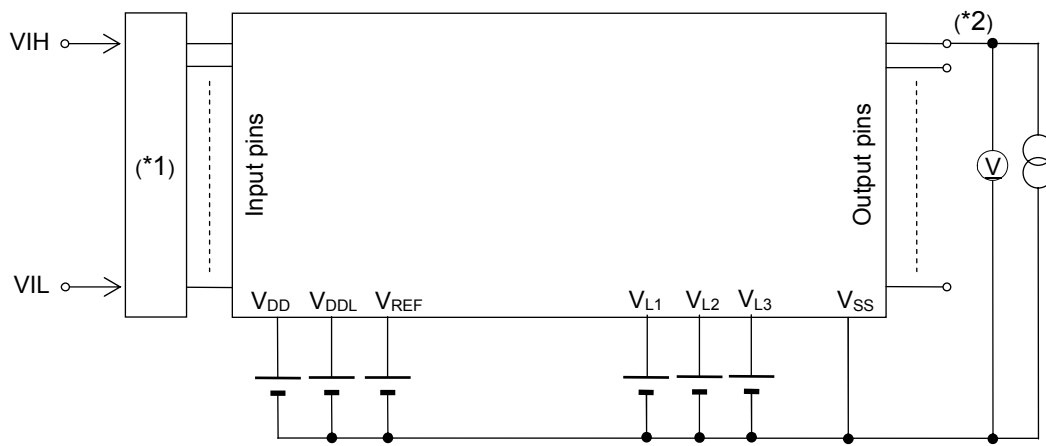 (*2)
VIH
(*1)
Input pins
Output pins
V
VIL
VDD
VDDL
VREF
VL1
VL2
VL3
VSS